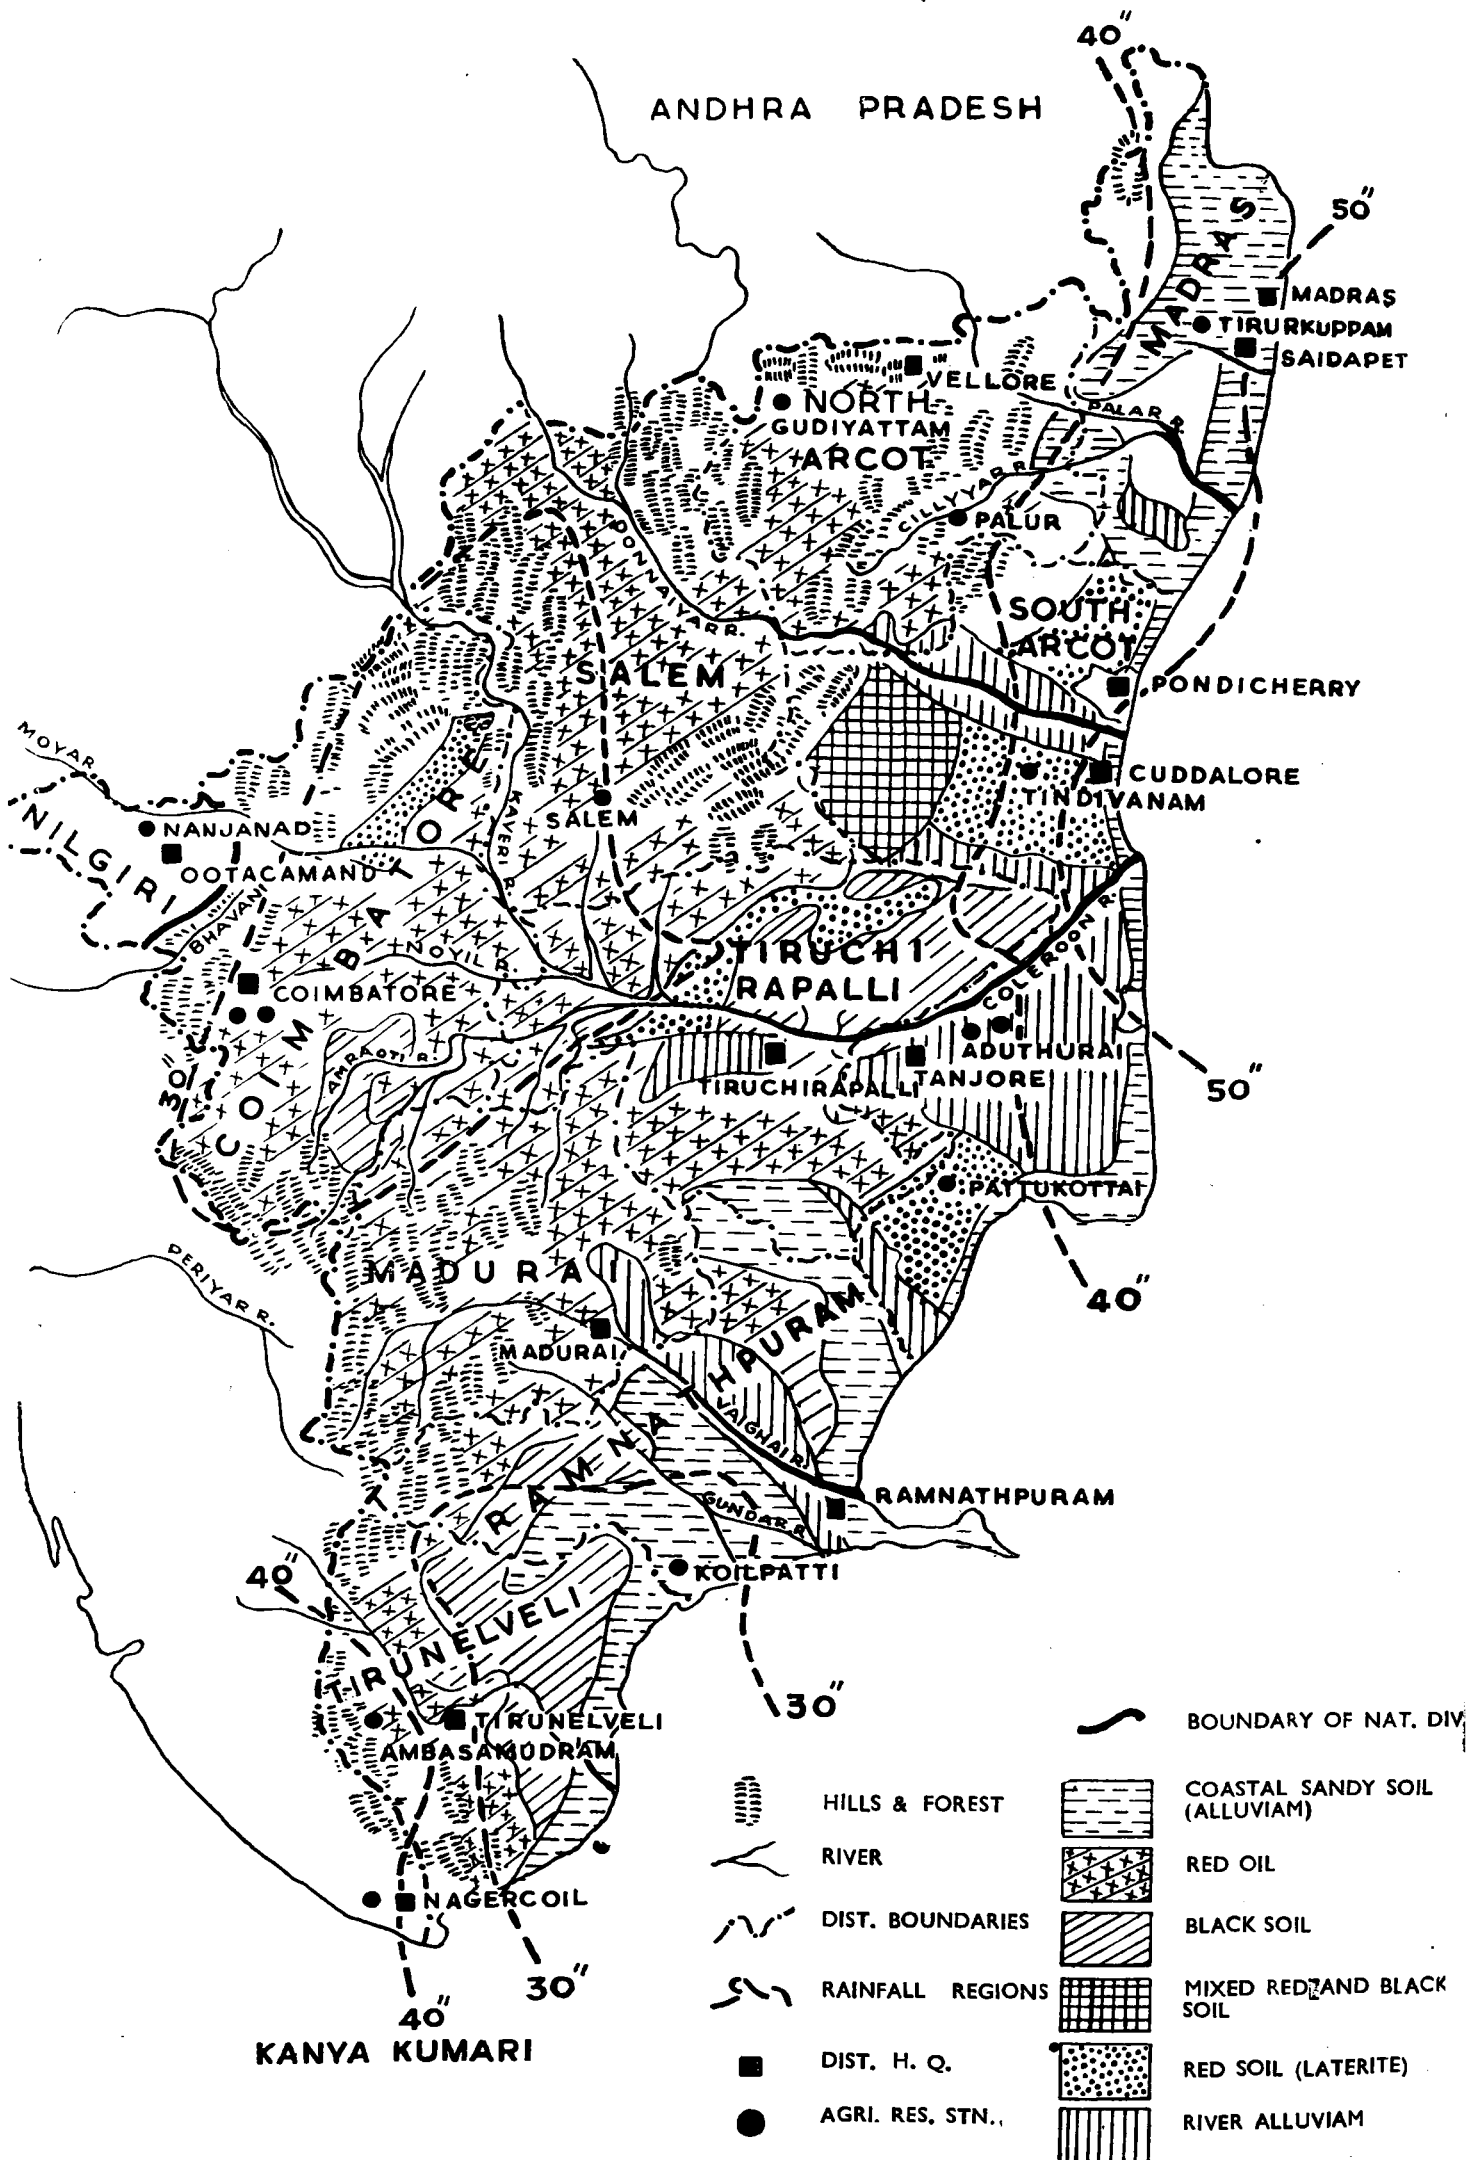 40"
ANDHRA PRADESH
50"
MADRAS
MADRAS
TIRURKUPPAM
SAIDAPET
VELLORE
NORTH
GUDIYATTAM
ARCOT
PALAR R.
CILLYYAR R.
PALUR
PONNAIYAR R.
SOUTH
ARCOT
SALEM
PONDICHERRY
MOYAR
CUDDALORE
TINDIVANAM
NILGIRI
NANJANAD
OOTACAMAND
KAVERI R.
SALEM
BHAVANI
COIMBATORE
NOYIL R.
TIRUCHI
RAPALLI
COLEROON R.
COIMBATORE
AMRAOTI R.
30"
ADUTHURAI
TIRUCHIRAPALLI
TANJORE
50"
PATTUKOTTAI
PERIYAR R.
MADURAI
40"
MADURAI
RAMNATHPURAM
VAIGHAI R.
RAMNATHPURAM
GUNDAR R.
KOILPATTI
40"
TIRUNELVELI
30"
TIRUNELVELI
AMBASAMUDRAM
NAGERCOIL
30"
40"
KANYA KUMARI
BOUNDARY OF NAT. DIV
HILLS & FOREST
COASTAL SANDY SOIL
(ALLUVIAM)
RIVER
RED OIL
DIST. BOUNDARIES
BLACK SOIL
RAINFALL REGIONS
MIXED RED AND BLACK
SOIL
DIST. H. Q.
RED SOIL (LATERITE)
AGRI. RES. STN.,
RIVER ALLUVIAM